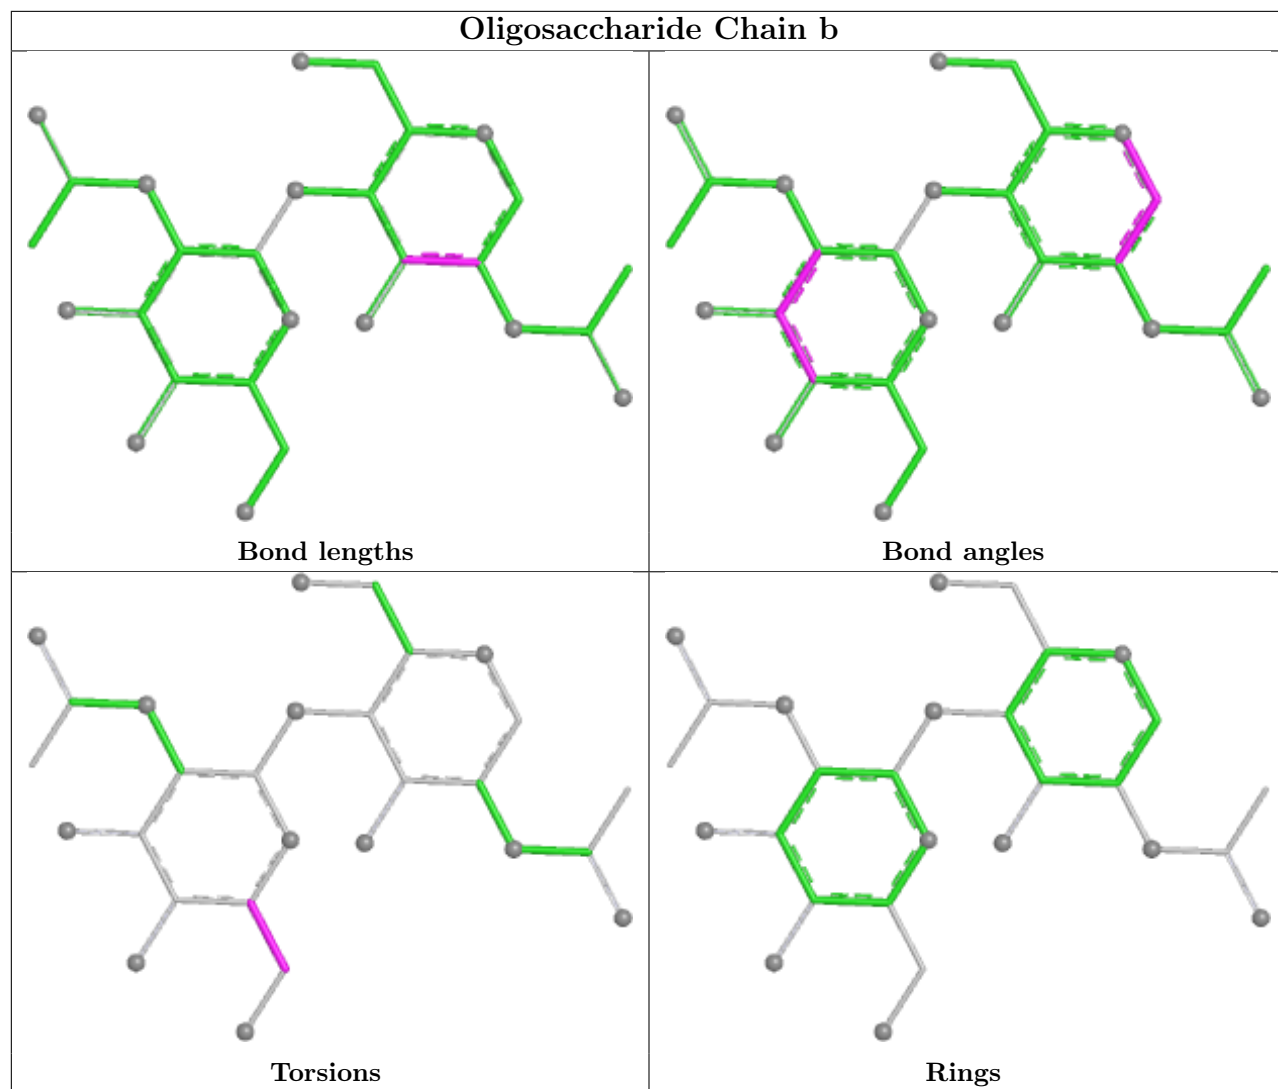 Oligosaccharide Chain b
Bond lengths
Bond angles
Torsions
Rings